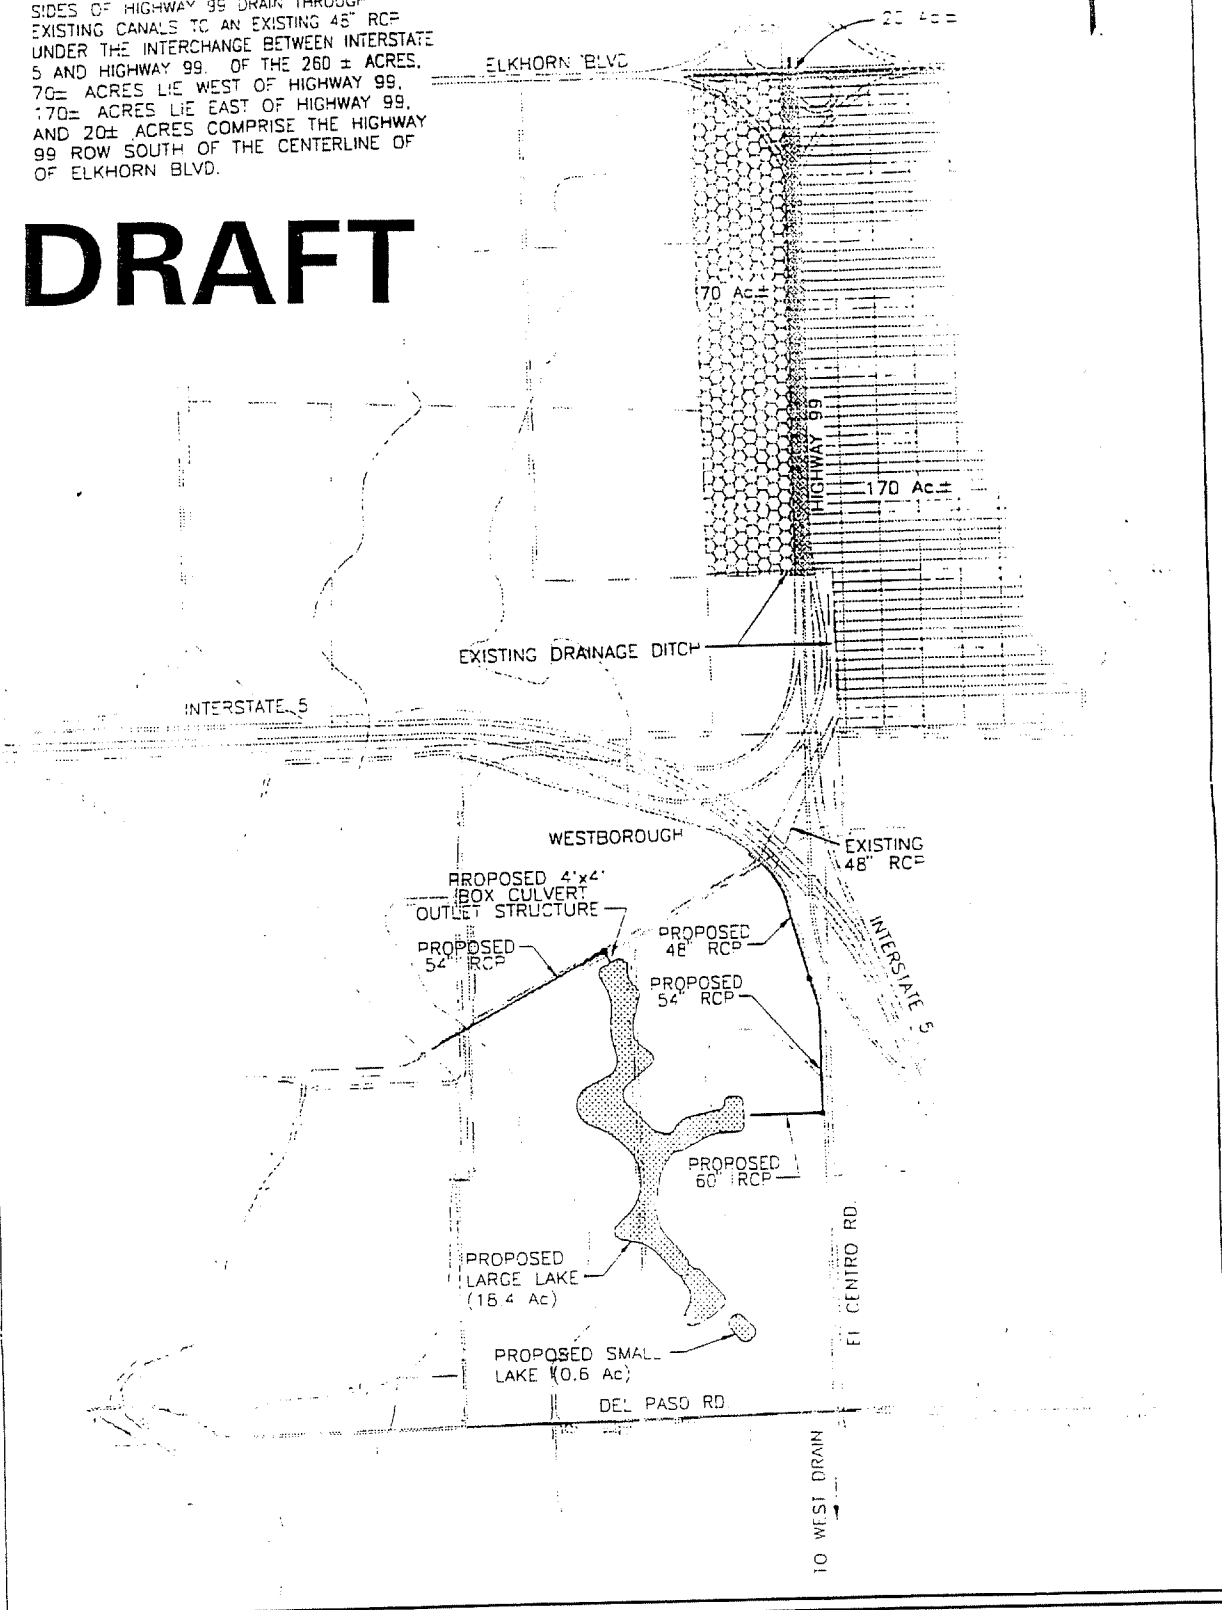 SIDES OF HIGHWAY 99 DRAIN THROUGH
EXISTING CANALS TO AN EXISTING 48" RCP
UNDER THE INTERCHANGE BETWEEN INTERSTATE
5 AND HIGHWAY 99. OF THE 260 ± ACRES,
70± ACRES LIE WEST OF HIGHWAY 99,
170± ACRES LIE EAST OF HIGHWAY 99,
AND 20± ACRES COMPRISE THE HIGHWAY
99 ROW SOUTH OF THE CENTERLINE OF
OF ELKHORN BLVD.
DRAFT
20 Ac±
ELKHORN BLVD
70 Ac±
HIGHWAY 99
170 Ac±
EXISTING DRAINAGE DITCH
INTERSTATE 5
WESTBOROUGH
EXISTING
48" RCP
PROPOSED 4'x4'
BOX CULVERT
OUTLET STRUCTURE
PROPOSED
54" RCP
PROPOSED
48" RCP
INTERSTATE 5
PROPOSED
54" RCP
PROPOSED
60" RCP
PROPOSED
LARGE LAKE
(18.4 Ac)
EL CENTRO RD.
PROPOSED SMALL
LAKE (0.6 Ac)
DEL PASO RD.
TO WEST DRAIN